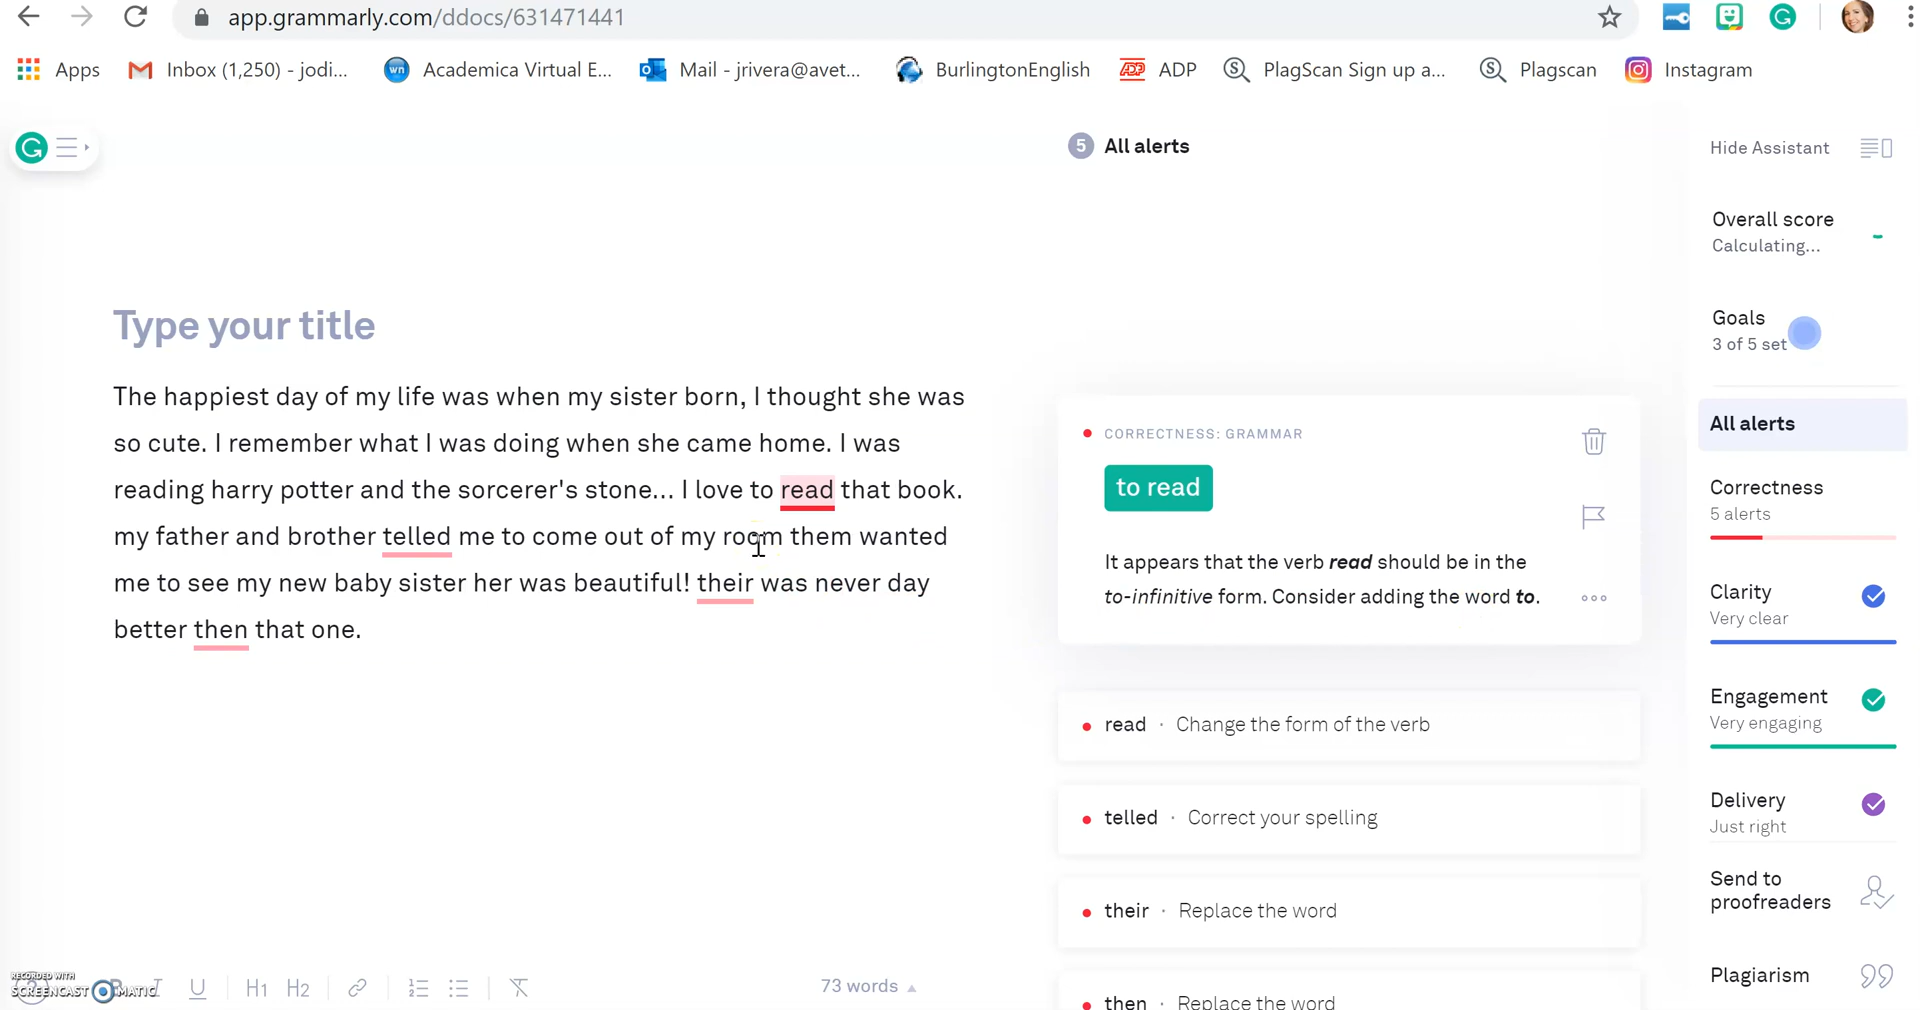 app.grammarly.com/ddocs/631471441
Apps Inbox (1,250) - jodi... Academica Virtual E... Mail - jrivera@avet... BurlingtonEnglish ADP PlagScan Sign up a... Plagscan Instagram
5 All alerts
Hide Assistant
Overall score
Calculating...
Goals
3 of 5 set
Type your title
The happiest day of my life was when my sister born, I thought she was
so cute. I remember what I was doing when she came home. I was
reading harry potter and the sorcerer's stone... I love to read that book.
my father and brother telled me to come out of my room them wanted
me to see my new baby sister her was beautiful! their was never day
better then that one.
CORRECTNESS: GRAMMAR
to read
It appears that the verb read should be in the
to-infinitive form. Consider adding the word to.
read · Change the form of the verb
telled · Correct your spelling
their · Replace the word
then · Replace the word
All alerts
Correctness
5 alerts
Clarity
Very clear
Engagement
Very engaging
Delivery
Just right
Send to
proofreaders
Plagiarism
RECORDED WITH
SCREENCAST MATIC
B I U H1 H2
73 words